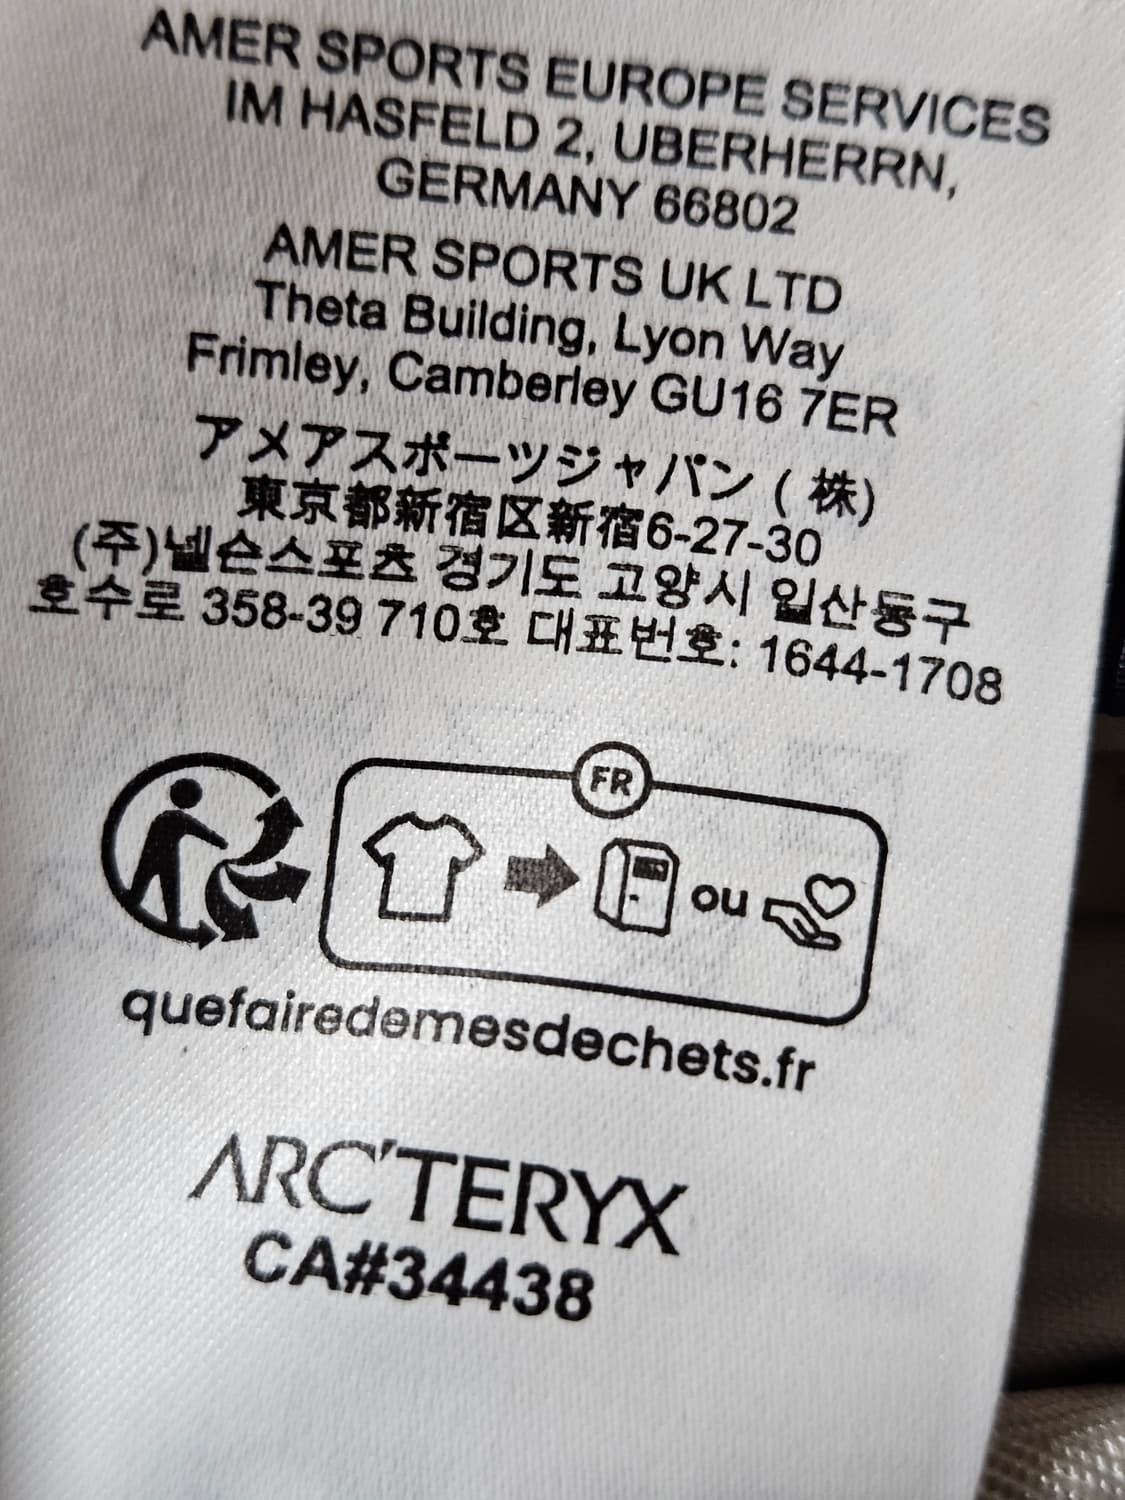 AMER SPORTS EUROPE SERVICES
IM HASFELD 2, UBERHERRN,
GERMANY 66802
AMER SPORTS UK LTD
Theta Building, Lyon Way
Frimley, Camberley GU16 7ER
アメアスポーツジャパン ( 株)
東京都新宿区新宿6-27-30
(주)넬슨스포츠 경기도 고양시 일산동구
호수로 358-39 710호 대표번호: 1644-1708
FR
ou
quefairedemesdechets.fr
ARC'TERYX
CA#34438